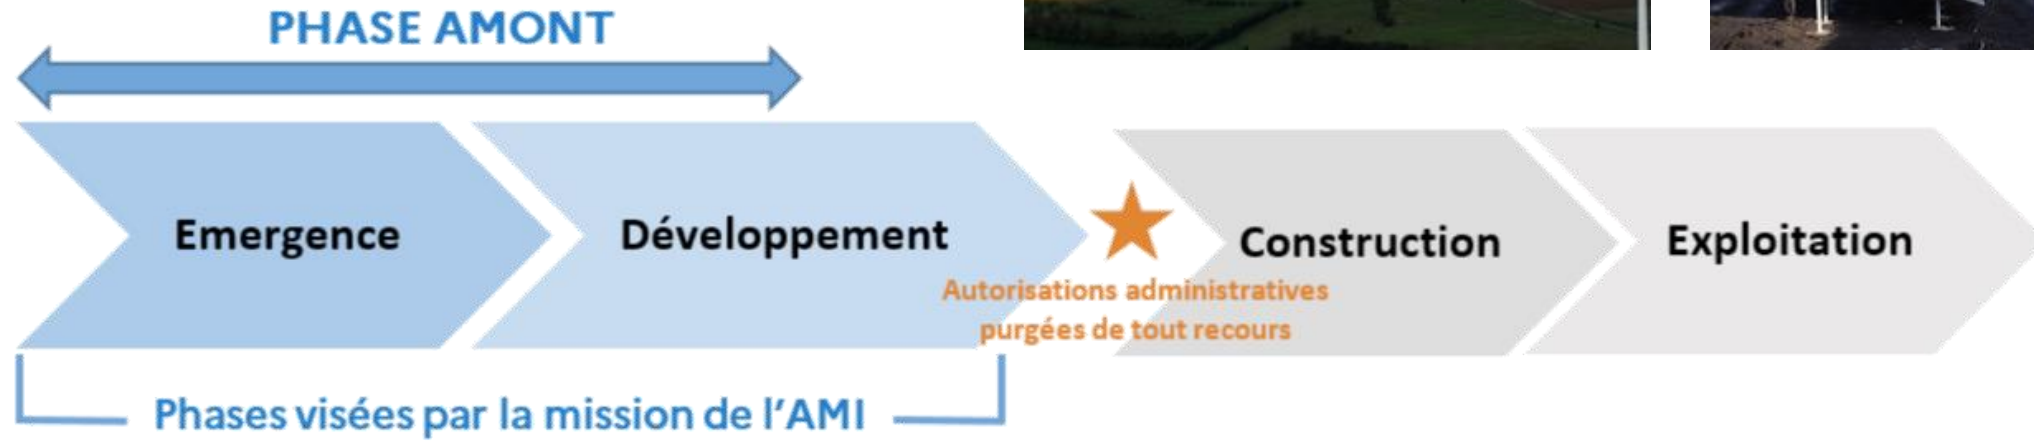 PHASE AMONT
Emergence
Développement
Construction
Exploitation
Autorisations administratives
purgées de tout recours
Phases visées par la mission de l'AMI